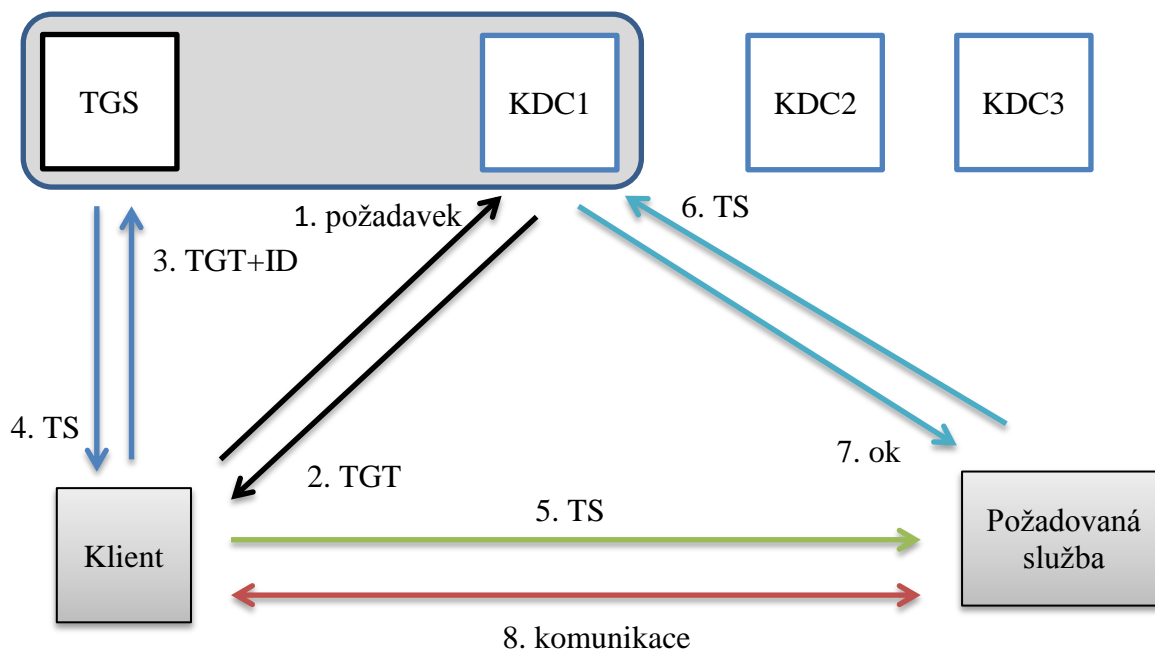 TGS
KDC1
KDC2
KDC3
1. požadavek
6. TS
3. TGT+ID
4. TS
7. ok
2. TGT
5. TS
Klient
Požadovaná
služba
8. komunikace